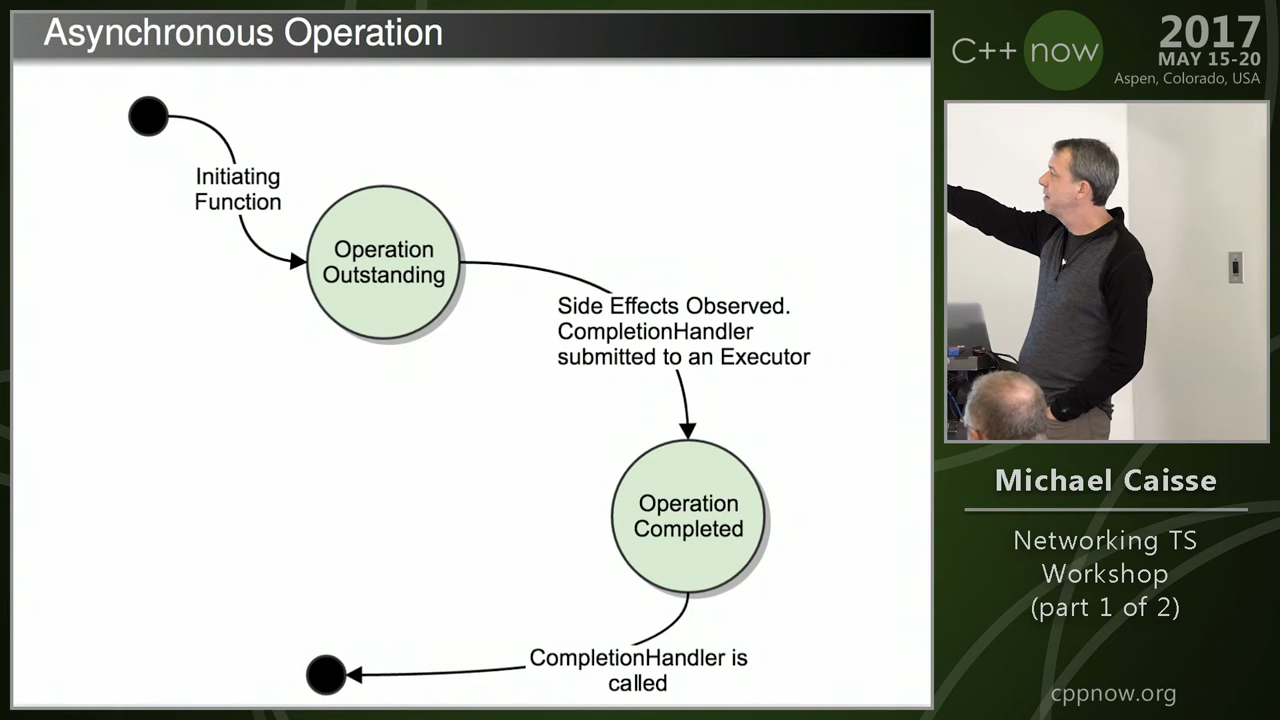 Asynchronous Operation
Initiating
Function
Operation
Outstanding
Side Effects Observed.
CompletionHandler
submitted to an Executor
Operation
Completed
CompletionHandler is
called
C++ now
2017
MAY 15-20
Aspen, Colorado, USA
Michael Caisse
Networking TS
Workshop
(part 1 of 2)
cppnow.org